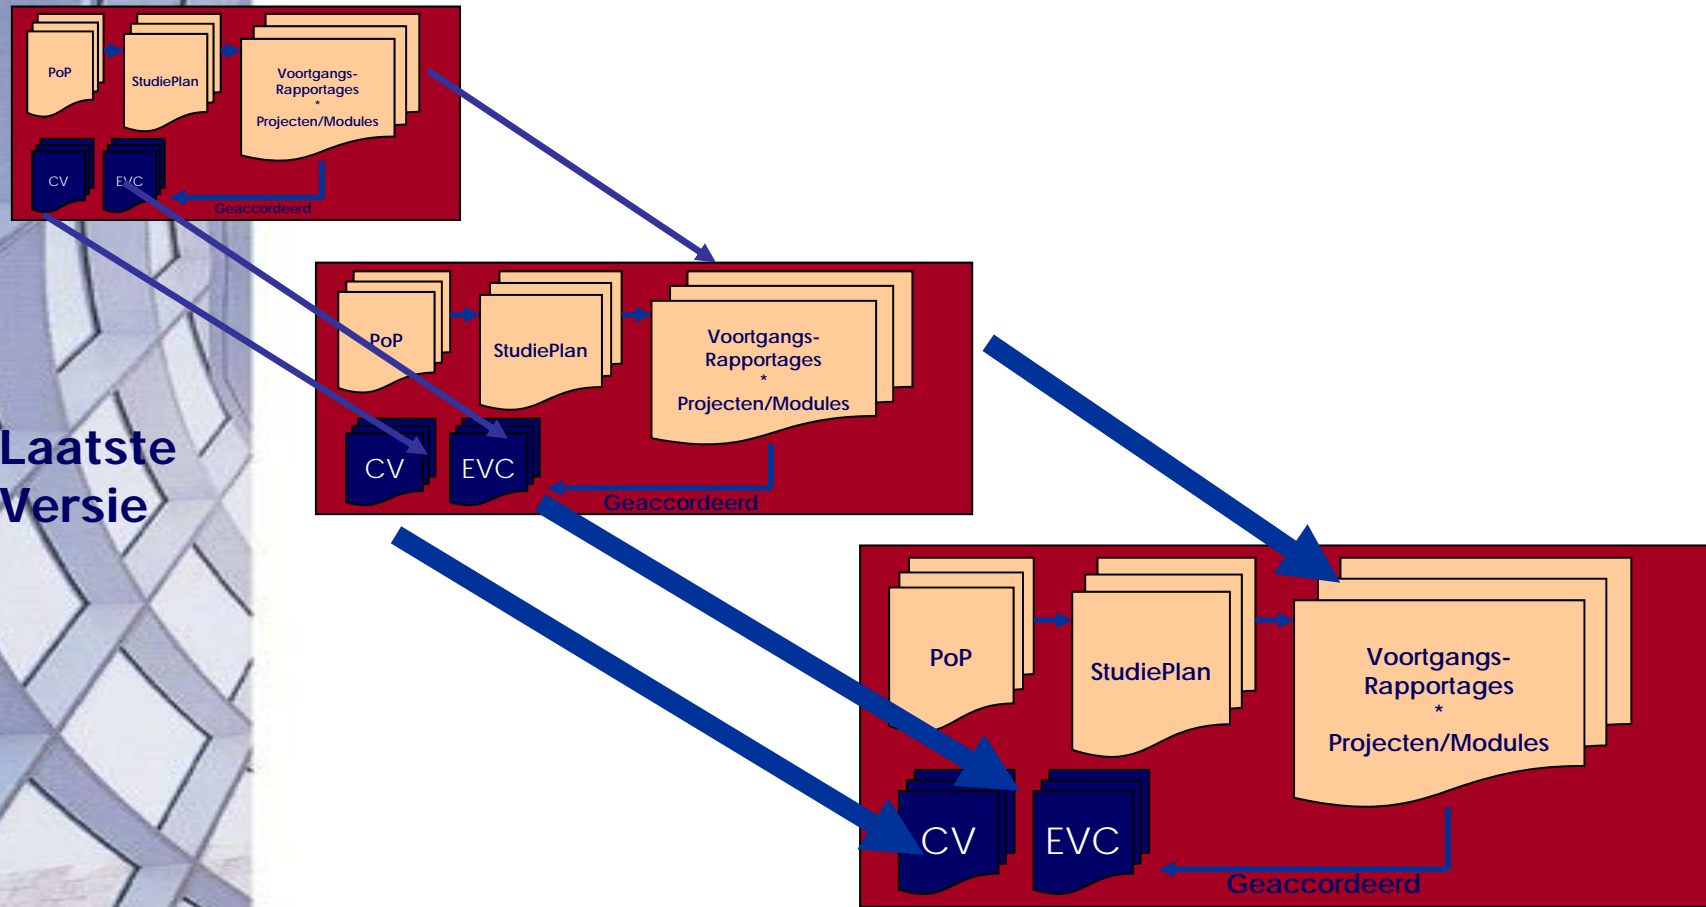 PoP
StudiePlan
Voortgangs-
Rapportages
*
Projecten/Modules
CV
EVC
Geaccordeerd
PoP
StudiePlan
Voortgangs-
Rapportages
*
Projecten/Modules
CV
EVC
Geaccordeerd
Laatste
Versie
PoP
StudiePlan
Voortgangs-
Rapportages
*
Projecten/Modules
CV
EVC
Geaccordeerd